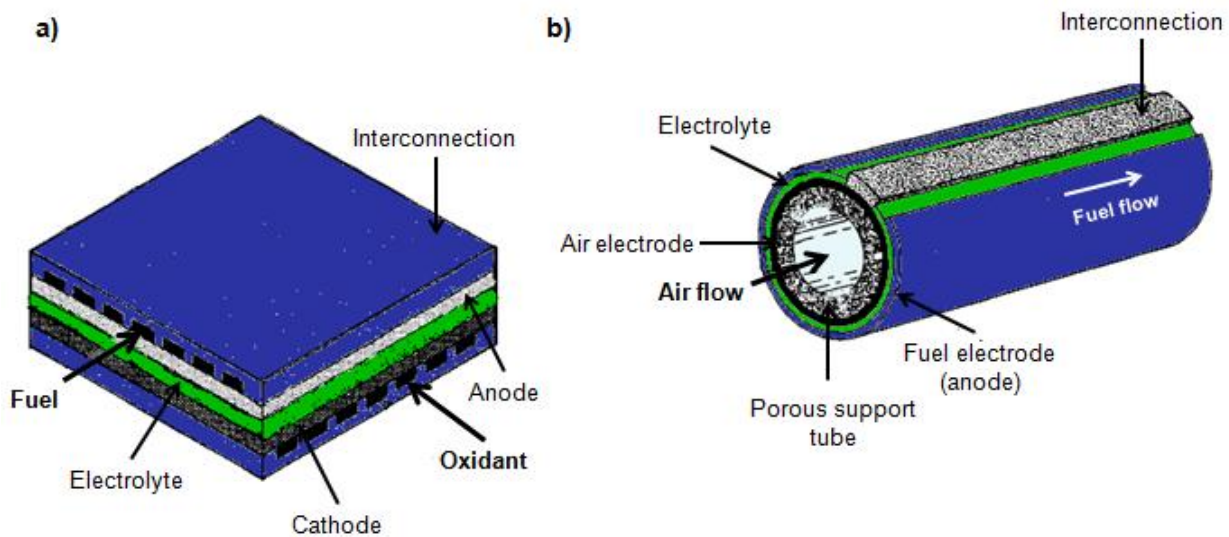 a)
Interconnection
Fuel
Anode
Oxidant
Electrolyte
Cathode
b)
Interconnection
Electrolyte
Air electrode
Air flow
Fuel flow
Fuel electrode
(anode)
Porous support
tube